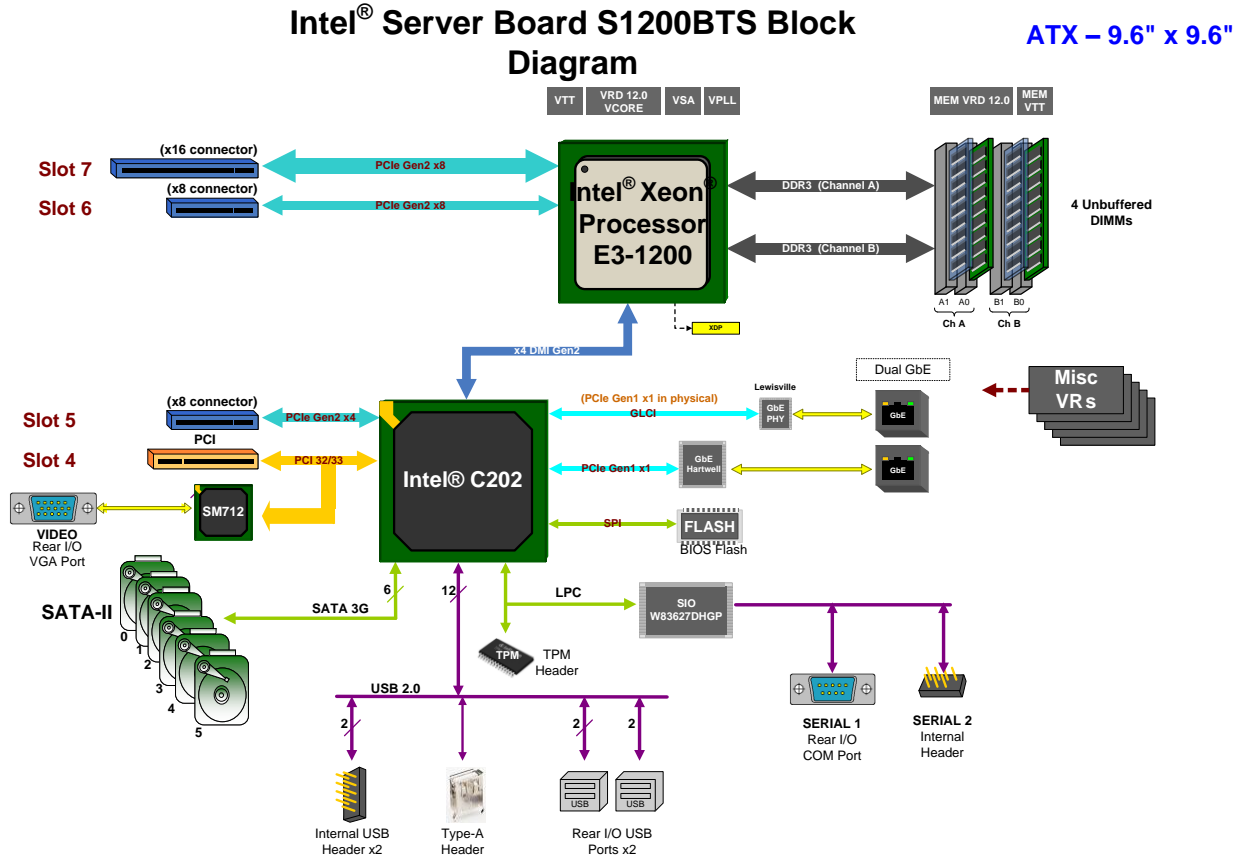 Intel® Server Board S1200BTS Block
Diagram
ATX – 9.6" x 9.6"
VTT
VRD 12.0
VCORE
VSA
VPLL
MEM VRD 12.0
MEM
VTT
(x16 connector)
Slot 7
PCIe Gen2 x8
(x8 connector)
Slot 6
PCIe Gen2 x8
Intel® Xeon®
Processor
E3-1200
DDR3 (Channel A)
DDR3 (Channel B)
4 Unbuffered
DIMMs
A1
A0
B1
B0
Ch A
Ch B
XDP
x4 DMI Gen2
(x8 connector)
Slot 5
PCIe Gen2 x4
PCI
Slot 4
PCI 32/33
Intel® C202
(PCIe Gen1 x1 in physical)
GLCI
Lewisville
GbE
PHY
Dual GbE
GbE
Misc
VRs
PCIe Gen1 x1
GbE
Hartwell
GbE
SM712
VIDEO
Rear I/O
VGA Port
SPI
FLASH
BIOS Flash
SATA-II
0
1
2
3
4
5
SATA 3G
6
12
LPC
SIO
W83627DHGP
TPM
TPM
Header
USB 2.0
2
2
2
SERIAL 1
Rear I/O
COM Port
SERIAL 2
Internal
Header
USB
USB
Internal USB
Header x2
Type-A
Header
Rear I/O USB
Ports x2